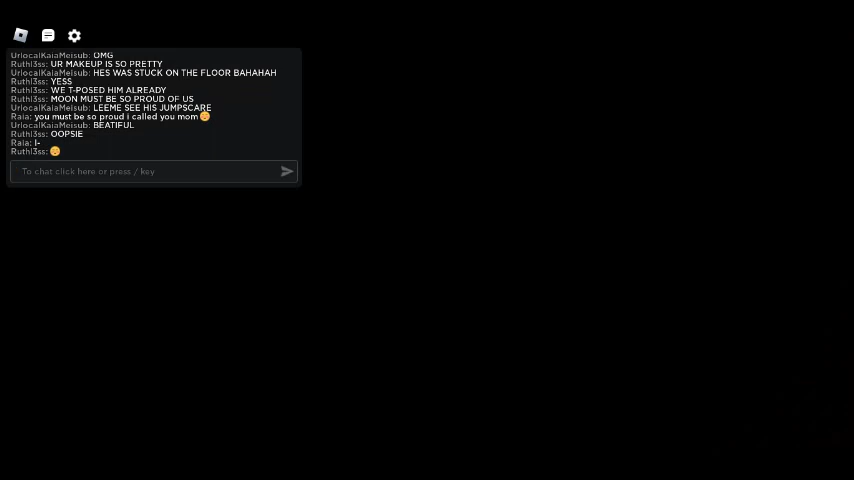 UrlocalKaiaMeisub: OMG
Ruthl3ss: UR MAKEUP IS SO PRETTY
UrlocalKaiaMeisub: HES WAS STUCK ON THE FLOOR BAHAHAH
Ruthl3ss: YESS
Ruthl3ss: WE T-POSED HIM ALREADY
Ruthl3ss: MOON MUST BE SO PROUD OF US
UrlocalKaiaMeisub: LEEME SEE HIS JUMPSCARE
Raia: you must be so proud i called you mom
UrlocalKaiaMeisub: BEATIFUL
Ruthl3ss: OOPSIE
Raia: I-
Ruthl3ss:
To chat click here or press / key